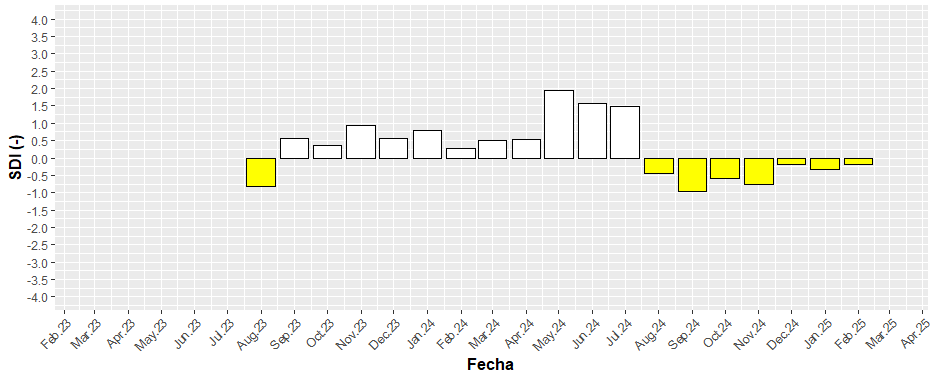 4.0
3.5
3.0
2.5
2.0
1.5
1.0
0.5
0.0
-0.5
-1.0
-1.5
-2.0
-2.5
-3.0
-3.5
-4.0
SDI (-)
Feb.23
Mar.23
Apr.23
May.23
Jun.23
Jul.23
Aug.23
Sep.23
Oct.23
Nov.23
Dec.23
Jan.24
Feb.24
Mar.24
Apr.24
May.24
Jun.24
Jul.24
Aug.24
Sep.24
Oct.24
Nov.24
Dec.24
Jan.25
Feb.25
Mar.25
Apr.25
Fecha